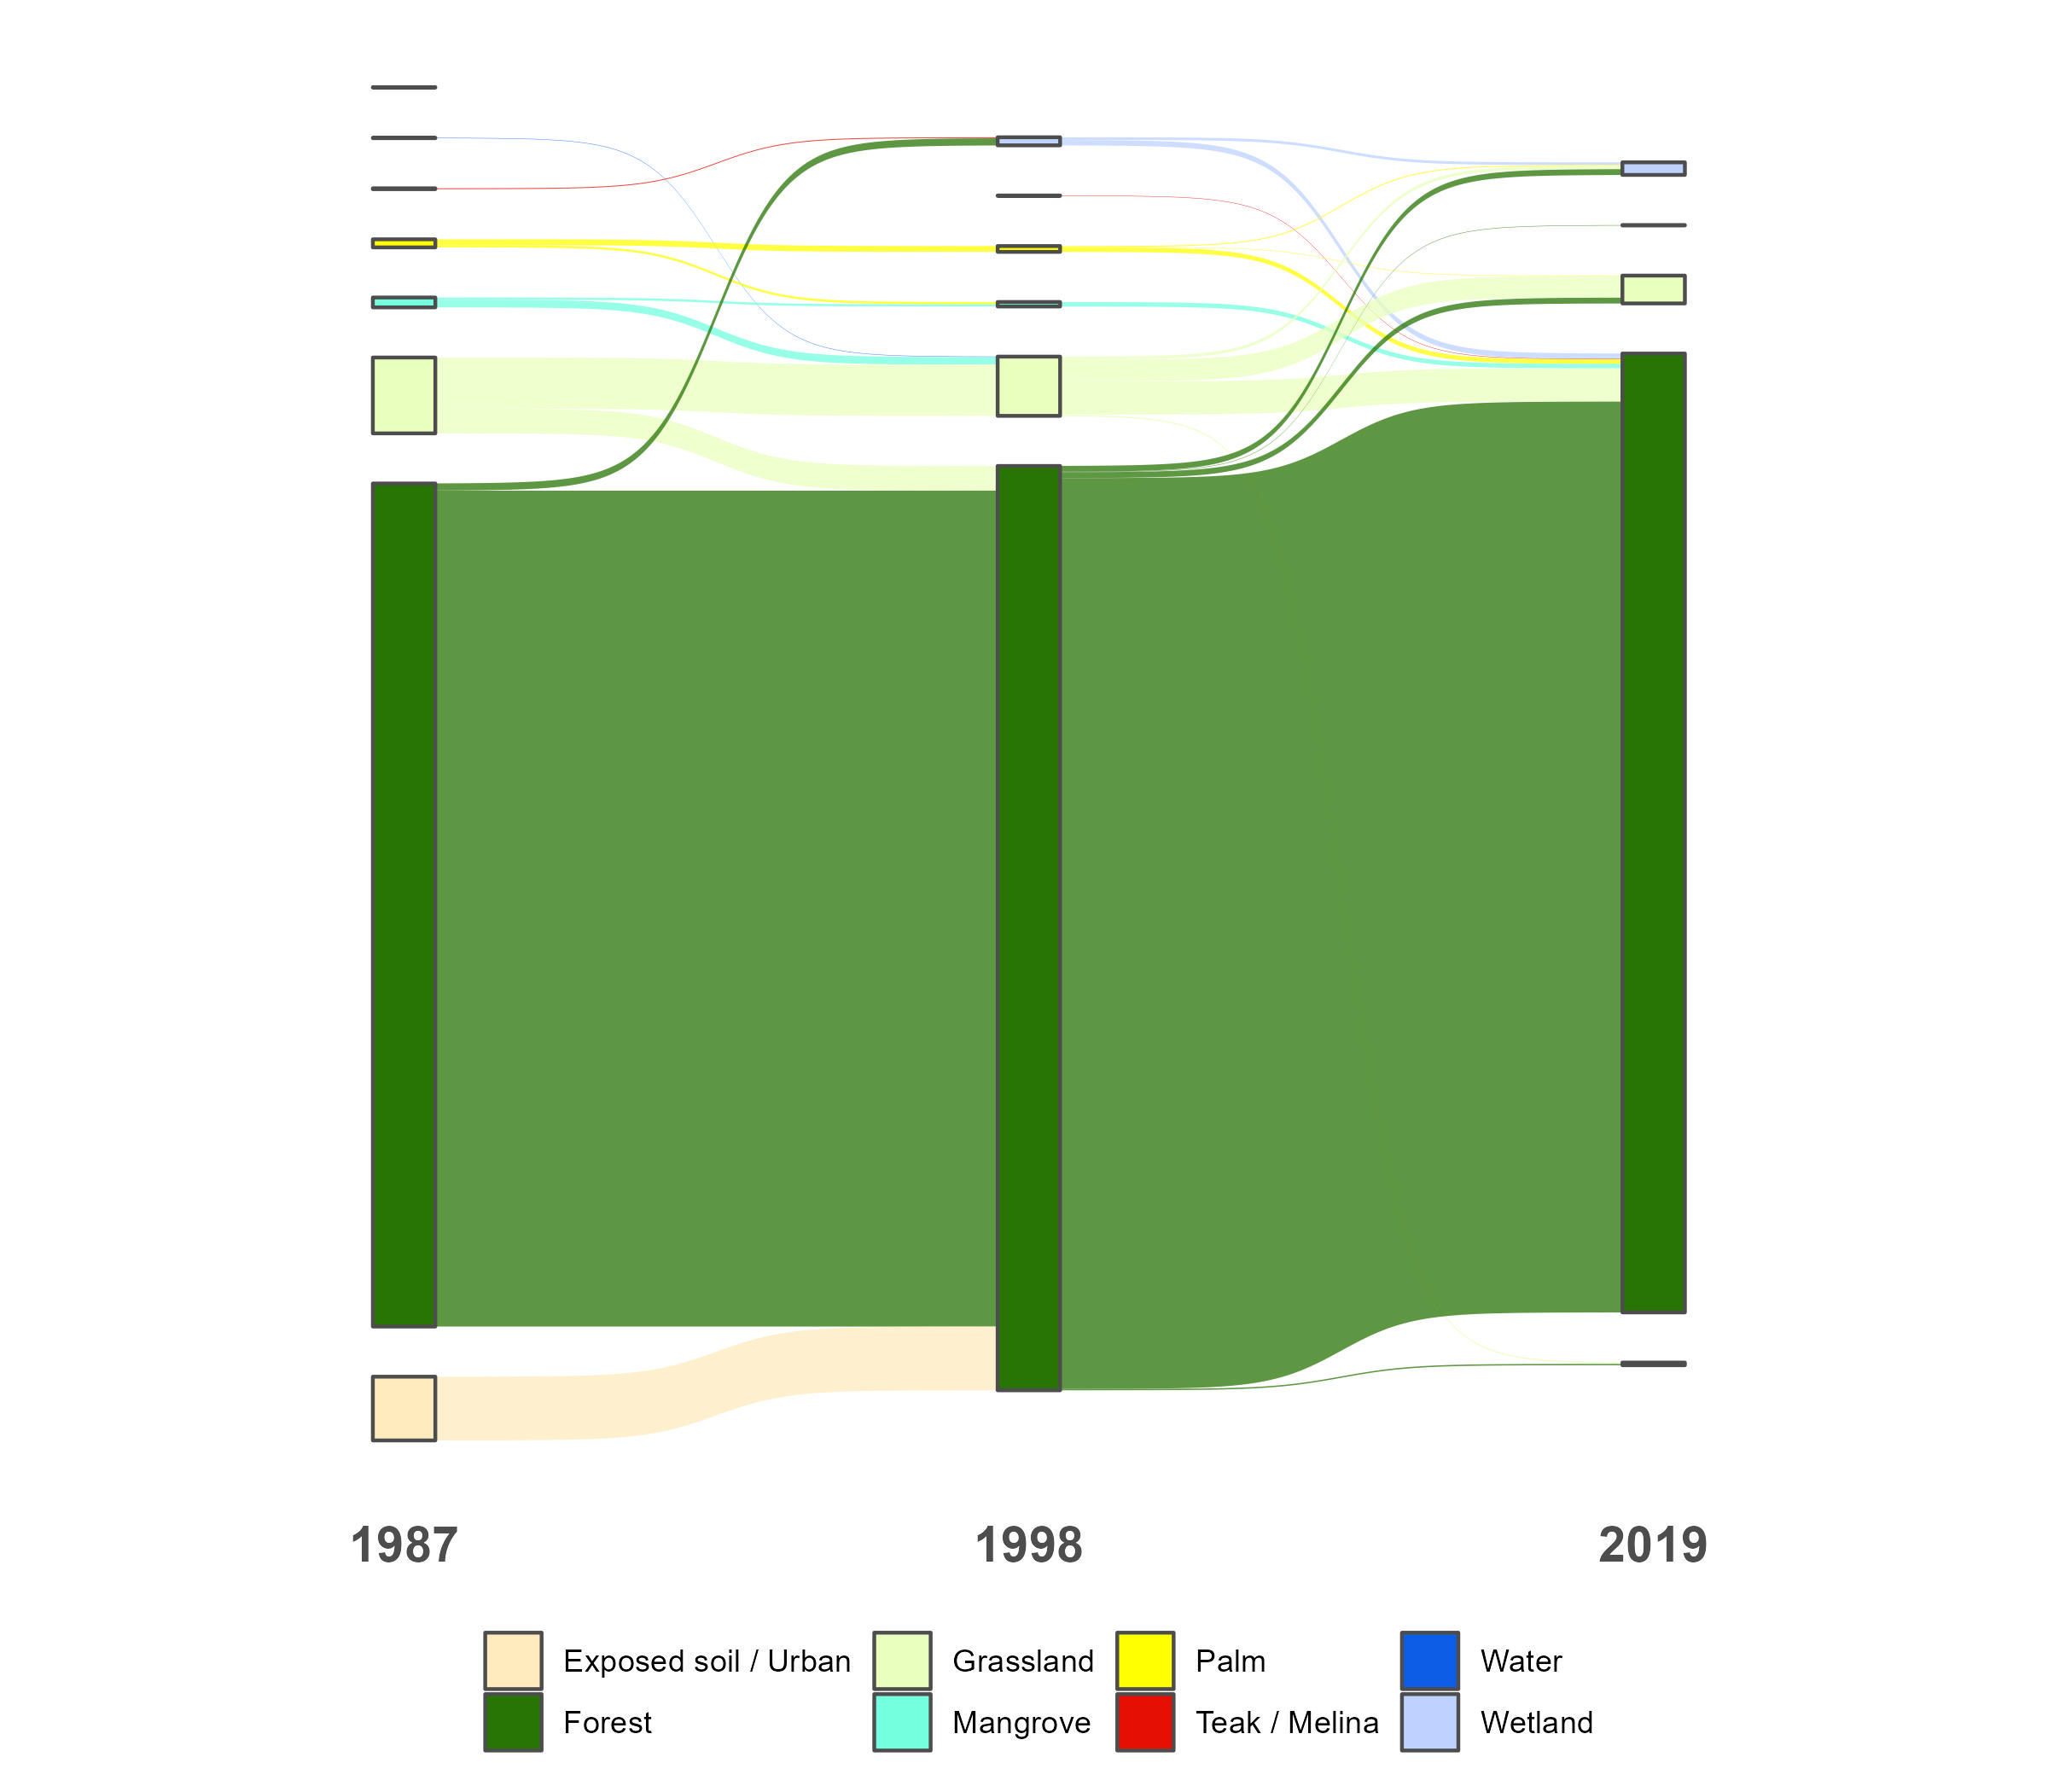 1987 1998 2019
Exposed soil / Urban Grassland Palm Water
Forest Mangrove Teak / Melina Wetland